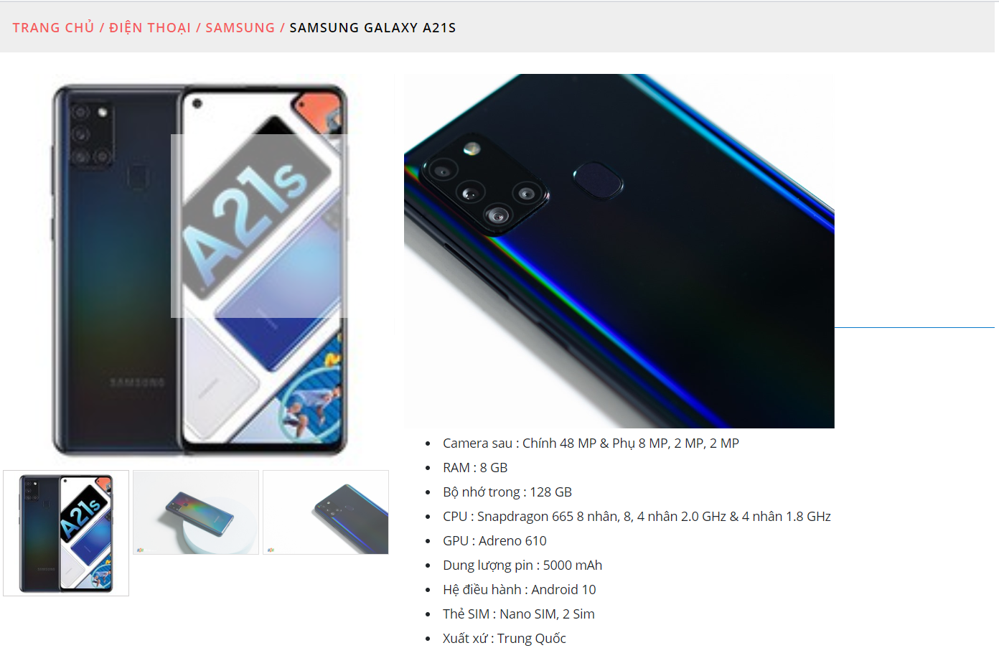 TRANG CHỦ / ĐIỆN THOẠI / SAMSUNG / SAMSUNG GALAXY A21S
A21s
SAMSUNG
A21s
Camera sau : Chính 48 MP & Phụ 8 MP, 2 MP, 2 MP
RAM : 8 GB
Bộ nhớ trong : 128 GB
CPU : Snapdragon 665 8 nhân, 8, 4 nhân 2.0 GHz & 4 nhân 1.8 GHz
GPU : Adreno 610
Dung lượng pin : 5000 mAh
Hệ điều hành : Android 10
Thẻ SIM : Nano SIM, 2 Sim
Xuất xứ : Trung Quốc